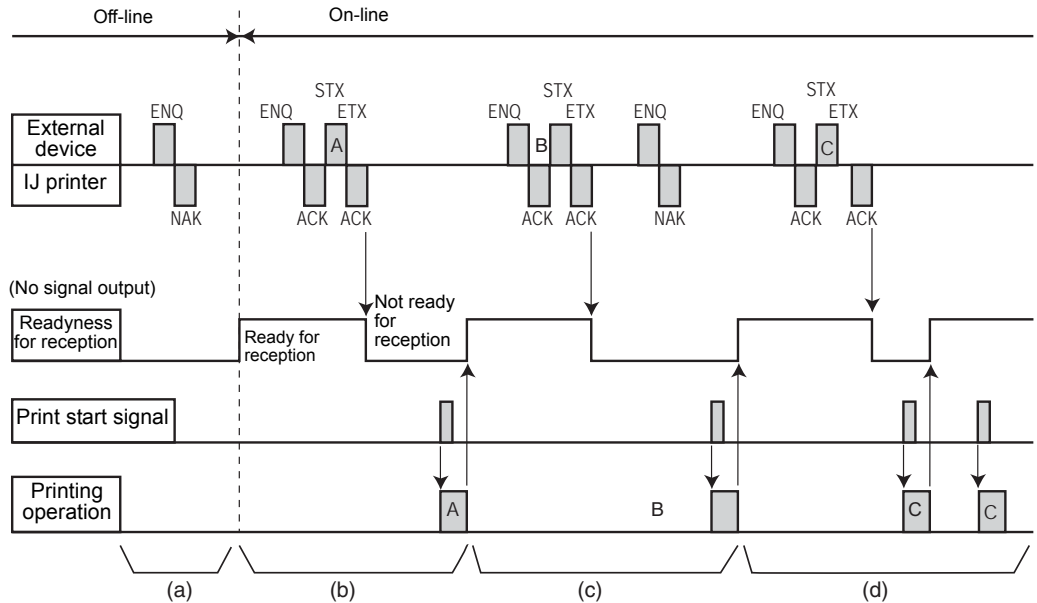 Off-line On-line
STX STX STX
ENQ ENQ ETX ENQ ETX ENQ ENQ ETX
External
device
A B C
IJ printer
NAK ACK ACK ACK ACK NAK ACK ACK
(No signal output)
Readyness
for reception
Ready for
reception
Not ready
for
reception
Print start signal
Printing
operation
A B C C
(a) (b) (c) (d)